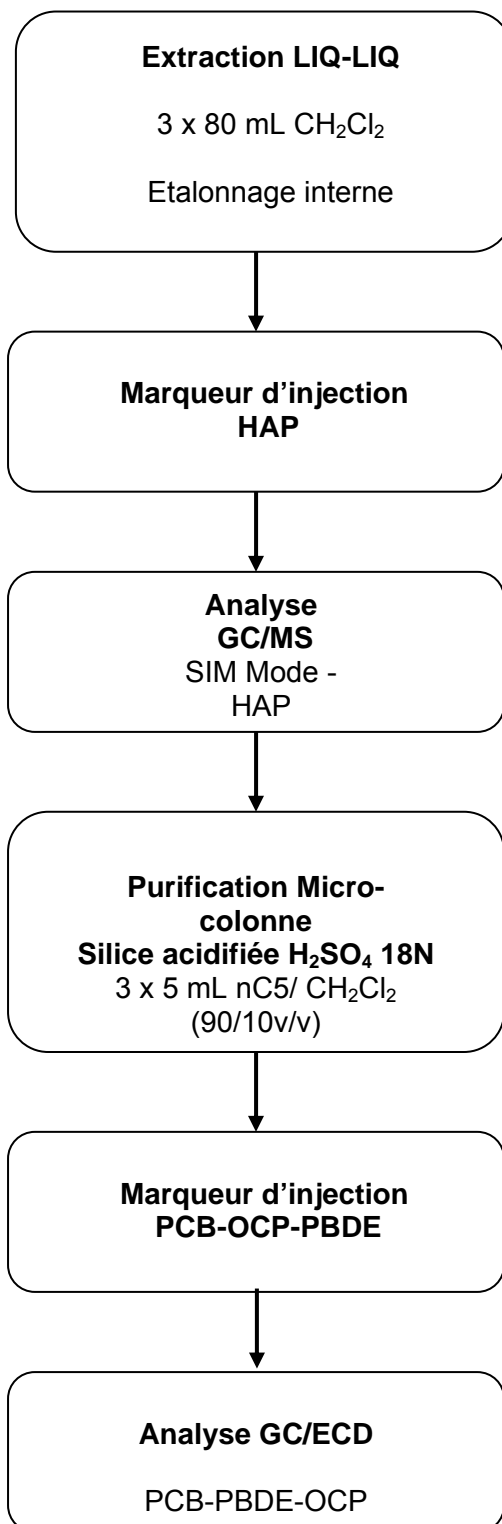 Extraction LIQ-LIQ
3 x 80 mL CH₂Cl₂
Etalonnage interne
Marqueur d'injection
HAP
Analyse
GC/MS
SIM Mode -
HAP
Purification Micro-
colonne
Silice acidifiée H₂SO₄ 18N
3 x 5 mL nC5/ CH₂Cl₂
(90/10v/v)
Marqueur d'injection
PCB-OCP-PBDE
Analyse GC/ECD
PCB-PBDE-OCP